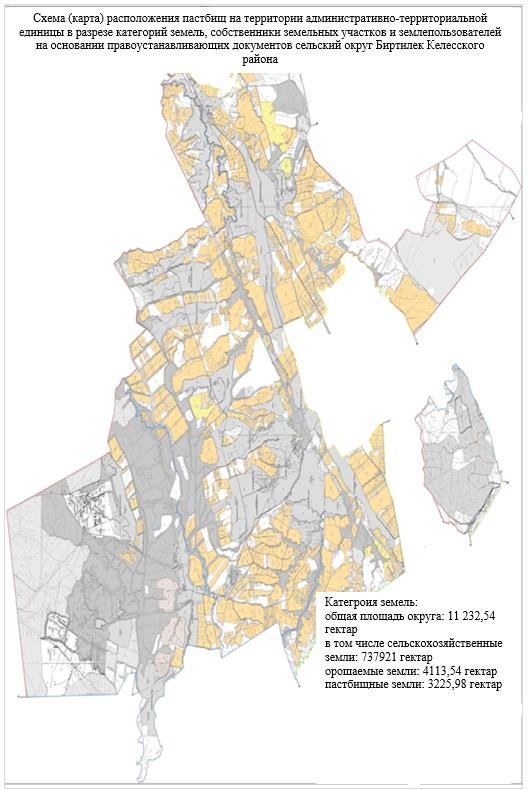 Схема (карта) расположения пастбищ на территории административно-территориальной
единицы в разрезе категорий земель, собственники земельных участков и землепользователей
на основании правоустанавливающих документов сельский округ Биртилек Келесского
района
Катергоия земель:
общая площадь округа: 11 232,54
гектар
в том числе сельскохозяйственные
земли: 737921 гектар
орошаемые земли: 4113,54 гектар
пастбищные земли: 3225,98 гектар